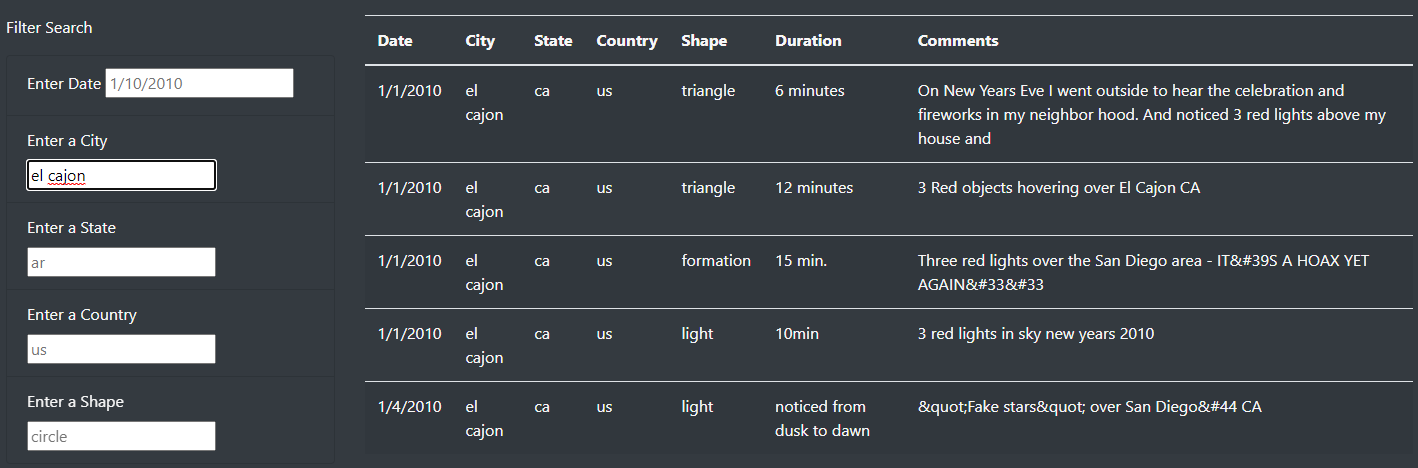 Filter Search
Enter Date 1/10/2010
Enter a City
el cajon
Enter a State
ar
Enter a Country
us
Enter a Shape
circle
Date City State Country Shape Duration Comments
1/1/2010 el ca us triangle 6 minutes On New Years Eve I went outside to hear the celebration and
cajon fireworks in my neighbor hood. And noticed 3 red lights above my
house and
1/1/2010 el ca us triangle 12 minutes 3 Red objects hovering over El Cajon CA
cajon
1/1/2010 el ca us formation 15 min. Three red lights over the San Diego area - IT&#39S A HOAX YET
cajon AGAIN&#33&#33
1/1/2010 el ca us light 10min 3 red lights in sky new years 2010
cajon
1/4/2010 el ca us light noticed from &quot;Fake stars&quot; over San Diego&#44 CA
cajon dusk to dawn